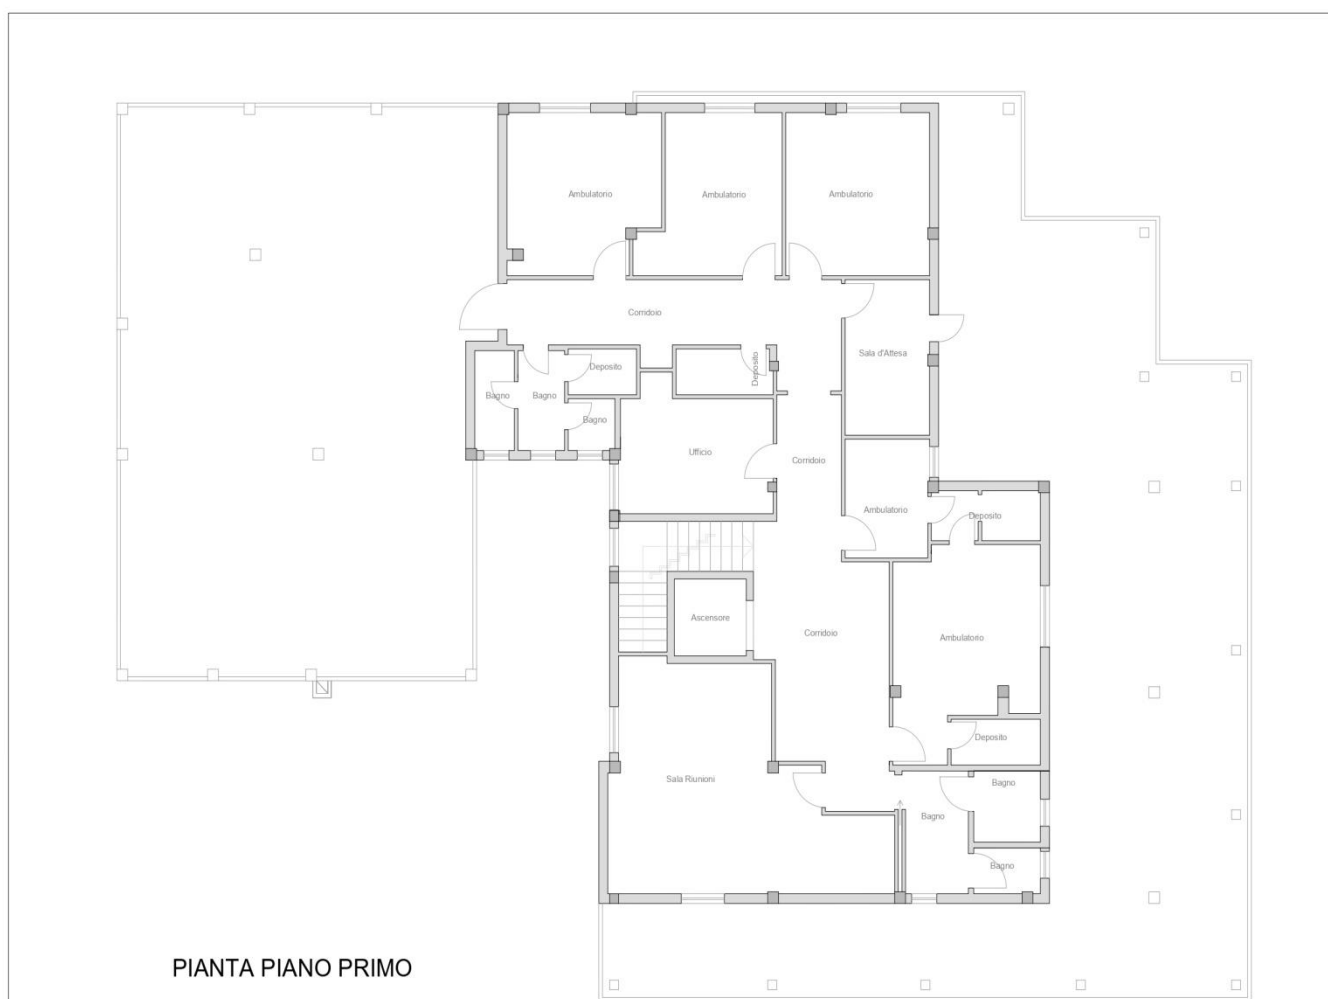 Ambulatorio
Ambulatorio
Ambulatorio
Corridoio
Sala d'Attesa
Deposito
Deposito
Bagno
Bagno
Bagno
Ufficio
Corridoio
Ambulatorio
Deposito
Ascensore
Corridoio
Ambulatorio
Deposito
Sala Riunioni
Bagno
Bagno
Bagno
PIANTA PIANO PRIMO